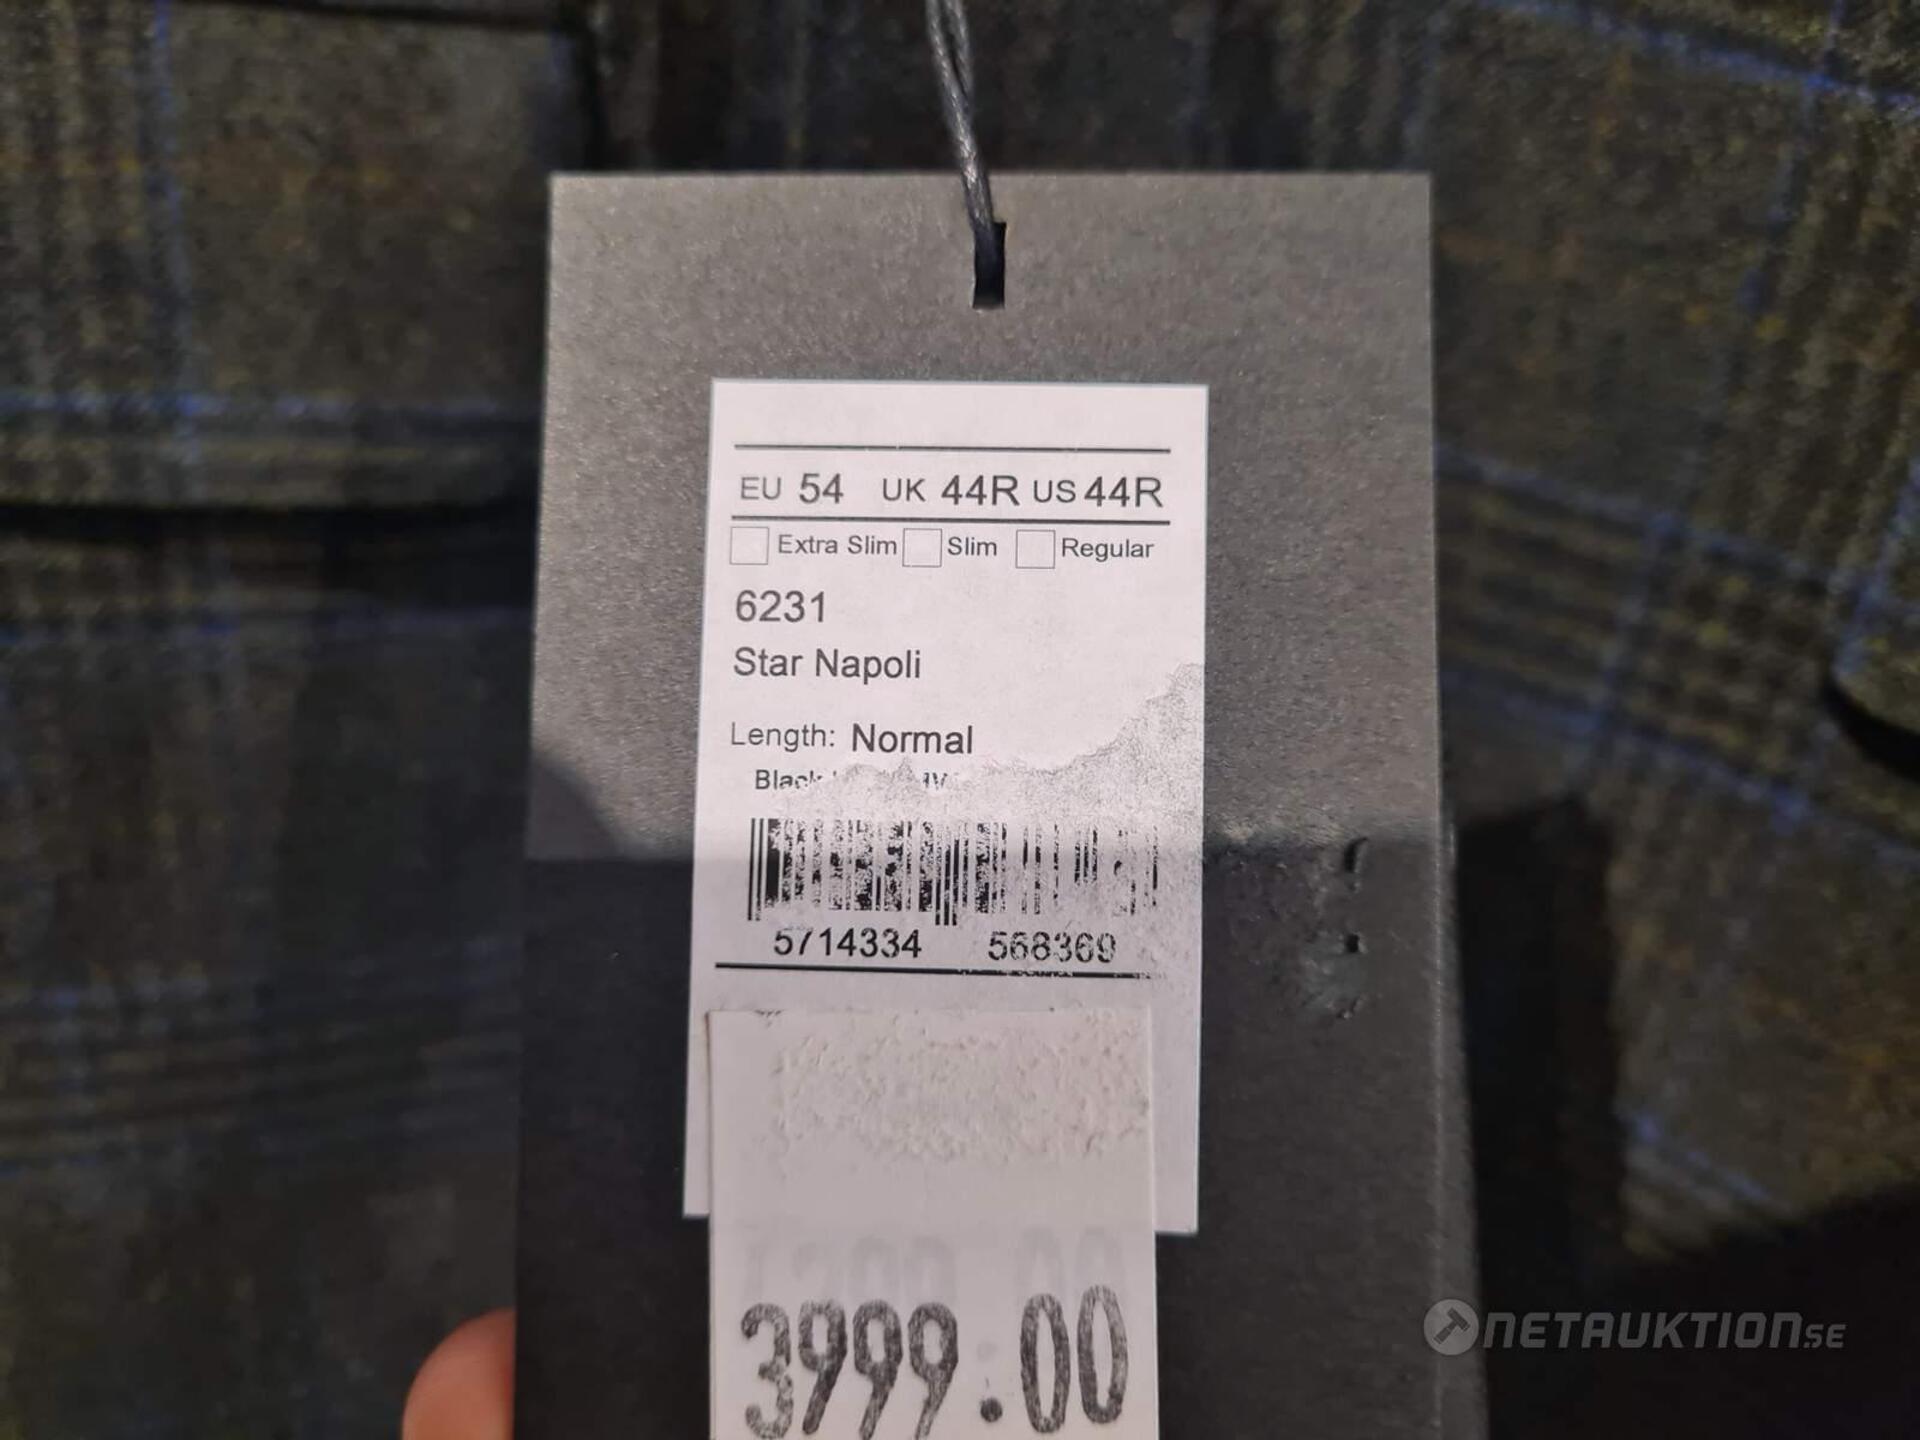 EU 54 UK 44R US 44R
Extra Slim Slim Regular
6231
Star Napoli
Length: Normal
Black
5714334 568369
3999.00
NETAUKTION.SE